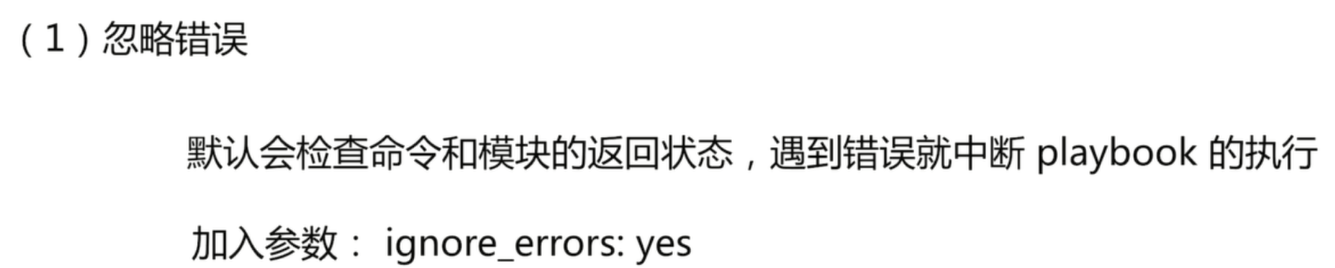 （1）忽略错误
默认会检查命令和模块的返回状态，遇到错误就中断 playbook 的执行
加入参数： ignore_errors: yes